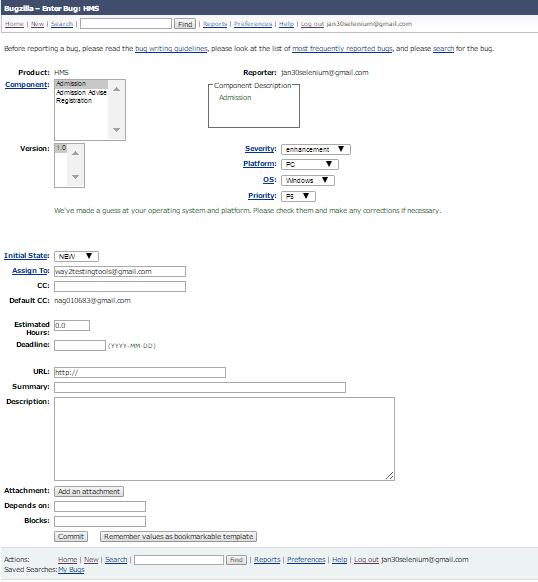 Bugzilla – Enter Bug: HMS
Home | New | Search | Find | Reports | Preferences | Help | Log out jan30selenium@gmail.com
Before reporting a bug, please read the bug writing guidelines, please look at the list of most frequently reported bugs, and please search for the bug.
Product: HMS Reporter: jan30selenium@gmail.com
Component: Admission Component Description
Admission Advise Admission
Registration
Version: 1.0 Severity: enhancement
Platform: PC
OS: Windows
Priority: P5
We've made a guess at your operating system and platform. Please check them and make any corrections if necessary.
Initial State: NEW
Assign To: way2testingtools@gmail.com
CC:
Default CC: nag010683@gmail.com
Estimated Hours: 0.0
Deadline: (YYYY-MM-DD)
URL: http://
Summary:
Description:
Attachment: Add an attachment
Depends on:
Blocks:
Commit Remember values as bookmarkable template
Actions: Home | New | Search | Find | Reports | Preferences | Help | Log out jan30selenium@gmail.com
Saved Searches: My Bugs